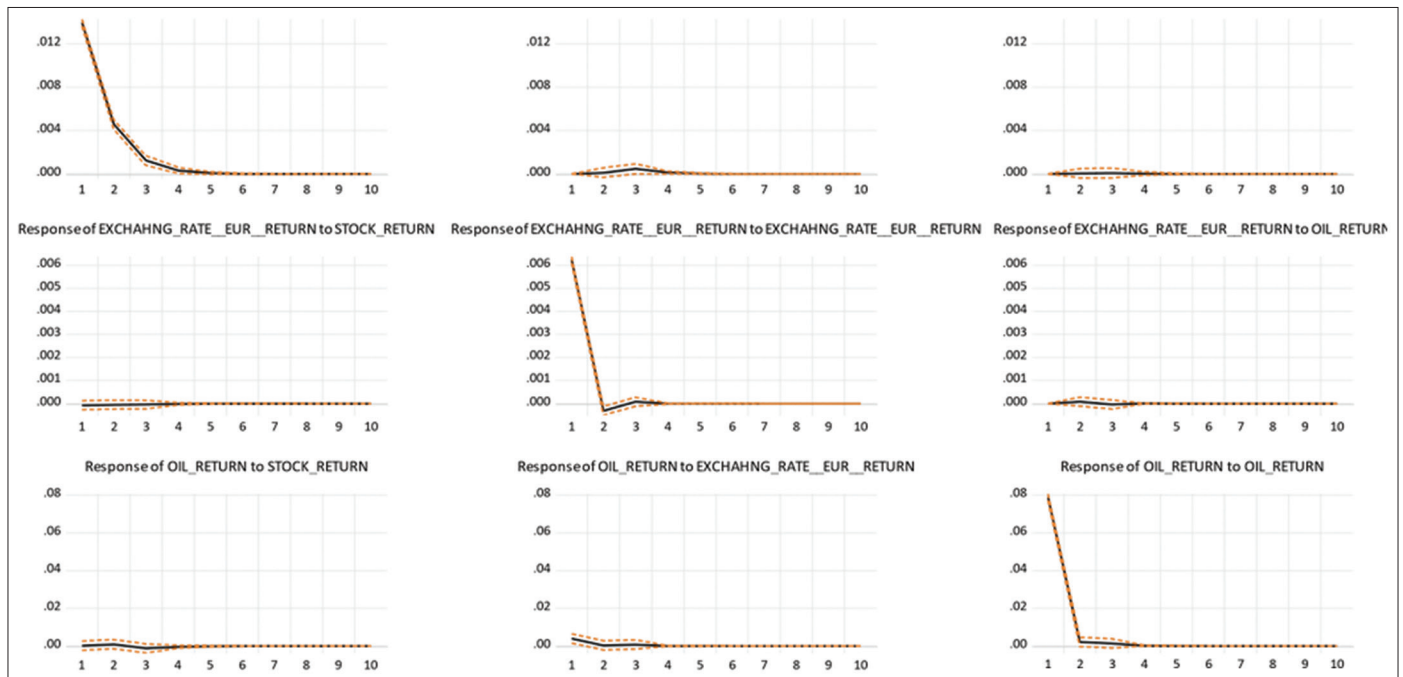 .012 .012 .012
.008 .008 .008
.004 .004 .004
.000 .000 .000
1 2 3 4 5 6 7 8 9 10 1 2 3 4 5 6 7 8 9 10 1 2 3 4 5 6 7 8 9 10
Response of EXCHAHNG_RATE__EUR__RETURN to STOCK_RETURN Response of EXCHAHNG_RATE__EUR__RETURN to EXCHAHNG_RATE__EUR__RETURN Response of EXCHAHNG_RATE__EUR__RETURN to OIL_RETURN
.006 .006 .006
.005 .005 .005
.004 .004 .004
.003 .003 .003
.002 .002 .002
.001 .001 .001
.000 .000 .000
1 2 3 4 5 6 7 8 9 10 1 2 3 4 5 6 7 8 9 10 1 2 3 4 5 6 7 8 9 10
Response of OIL_RETURN to STOCK_RETURN Response of OIL_RETURN to EXCHAHNG_RATE__EUR__RETURN Response of OIL_RETURN to OIL_RETURN
.08 .08 .08
.06 .06 .06
.04 .04 .04
.02 .02 .02
.00 .00 .00
1 2 3 4 5 6 7 8 9 10 1 2 3 4 5 6 7 8 9 10 1 2 3 4 5 6 7 8 9 10